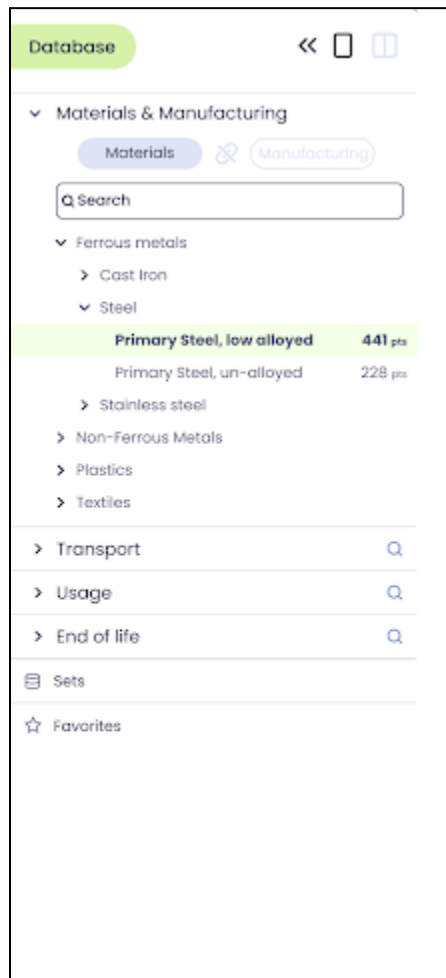 Database
Materials & Manufacturing
Materials Manufacturing
Search
Ferrous metals
Cast Iron
Steel
Primary Steel, low alloyed 441 pts
Primary Steel, un-alloyed 228 pts
Stainless steel
Non-Ferrous Metals
Plastics
Textiles
Transport
Usage
End of life
Sets
Favorites